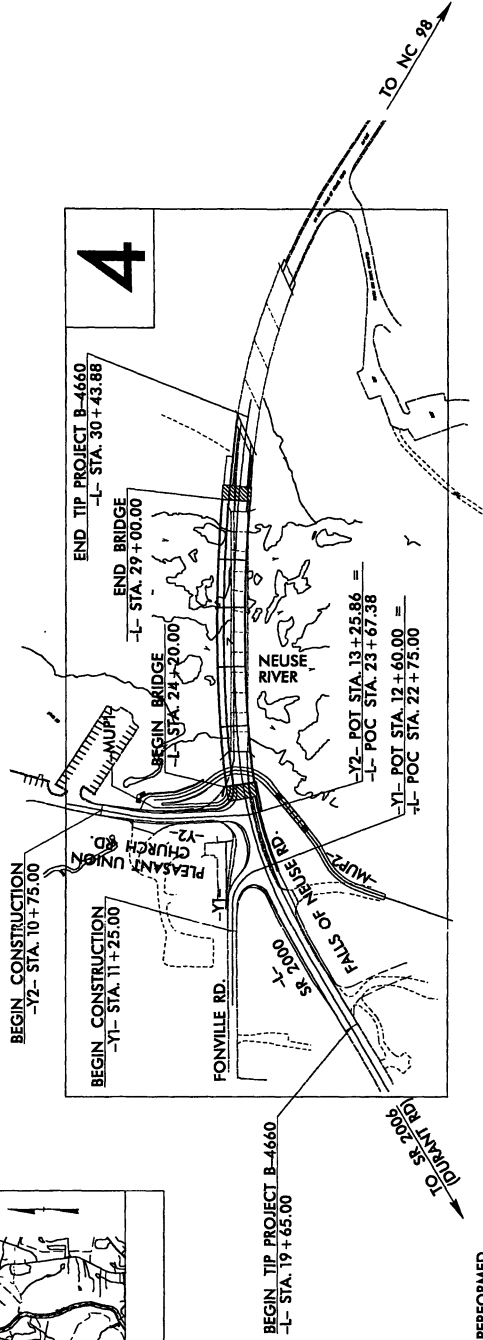 TO NC 98
4
END TIP PROJECT B-4660
-L- STA. 30+43.88
END BRIDGE
-L- STA. 29+00.00
BEGIN BRIDGE
-L- STA. 24+20.00
NEUSE
RIVER
-Y2- POT STA. 13+25.86 =
-L- POC STA. 23+67.38
-Y1- POT STA. 12+60.00 =
-L- POC STA. 22+75.00
-MUP1-
BEGIN CONSTRUCTION
-Y2- STA. 10+75.00
PLEASANT UNION
CHURCH RD.
-Y2-
BEGIN CONSTRUCTION
-Y1- STA. 11+25.00
-Y1-
FONVILLE RD.
-L-
SR 2000
FALLS OF NEUSE RD.
-MUP2-
BEGIN TIP PROJECT B-4660
-L- STA. 19+65.00
TO SR 2006
(DURANT RD)
PERFORMED